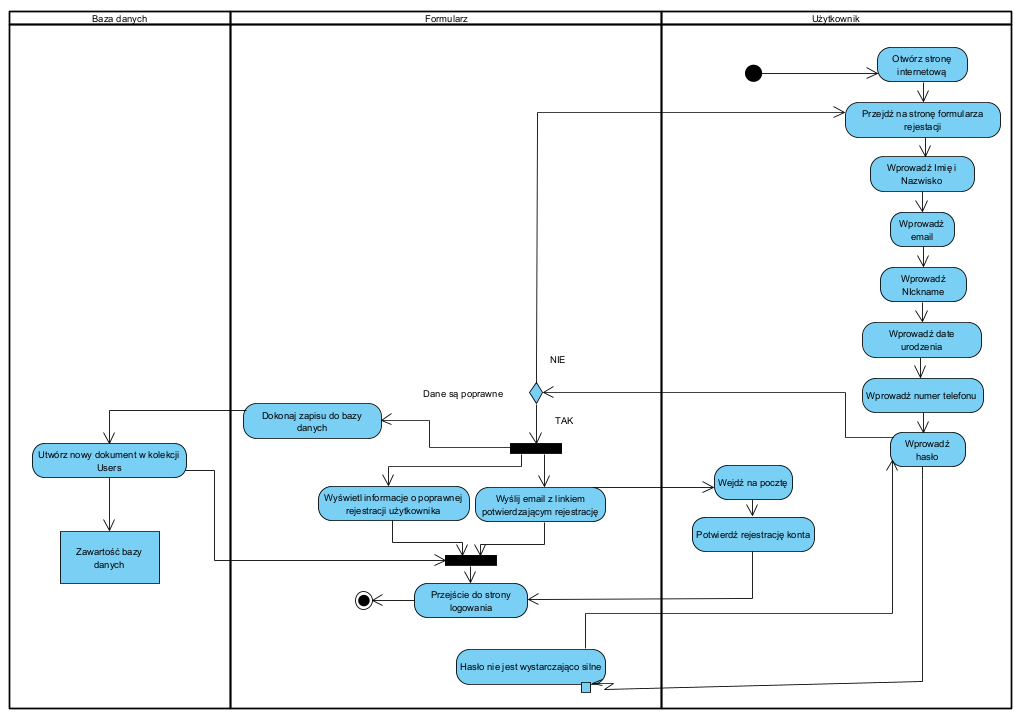 Baza danych
Formularz
Użytkownik
Otwórz stronę
internetową
Przejdź na stronę formularza
rejestacji
Wprowadź Imię i
Nazwisko
Wprowadź
email
Wprowadź
NIckname
Wprowadź date
urodzenia
Wprowadź numer telefonu
Wprowadź
hasło
NIE
Dane są poprawne
TAK
Dokonaj zapisu do bazy
danych
Utwórz nowy dokument w kolekcji
Users
Zawartość bazy
danych
Wyświetl informacje o poprawnej
rejestracji użytkownika
Wyślij email z linkiem
potwierdzającym rejestrację
Wejdź na pocztę
Potwierdź rejestrację konta
Przejście do strony
logowania
Hasło nie jest wystarczająco silne